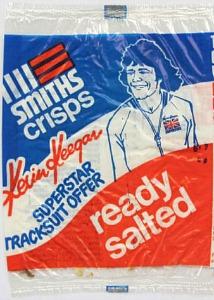 SMITHS
crisps
Kevin Keegan
SUPERSTAR
TRACKSUIT OFFER
ready
salted